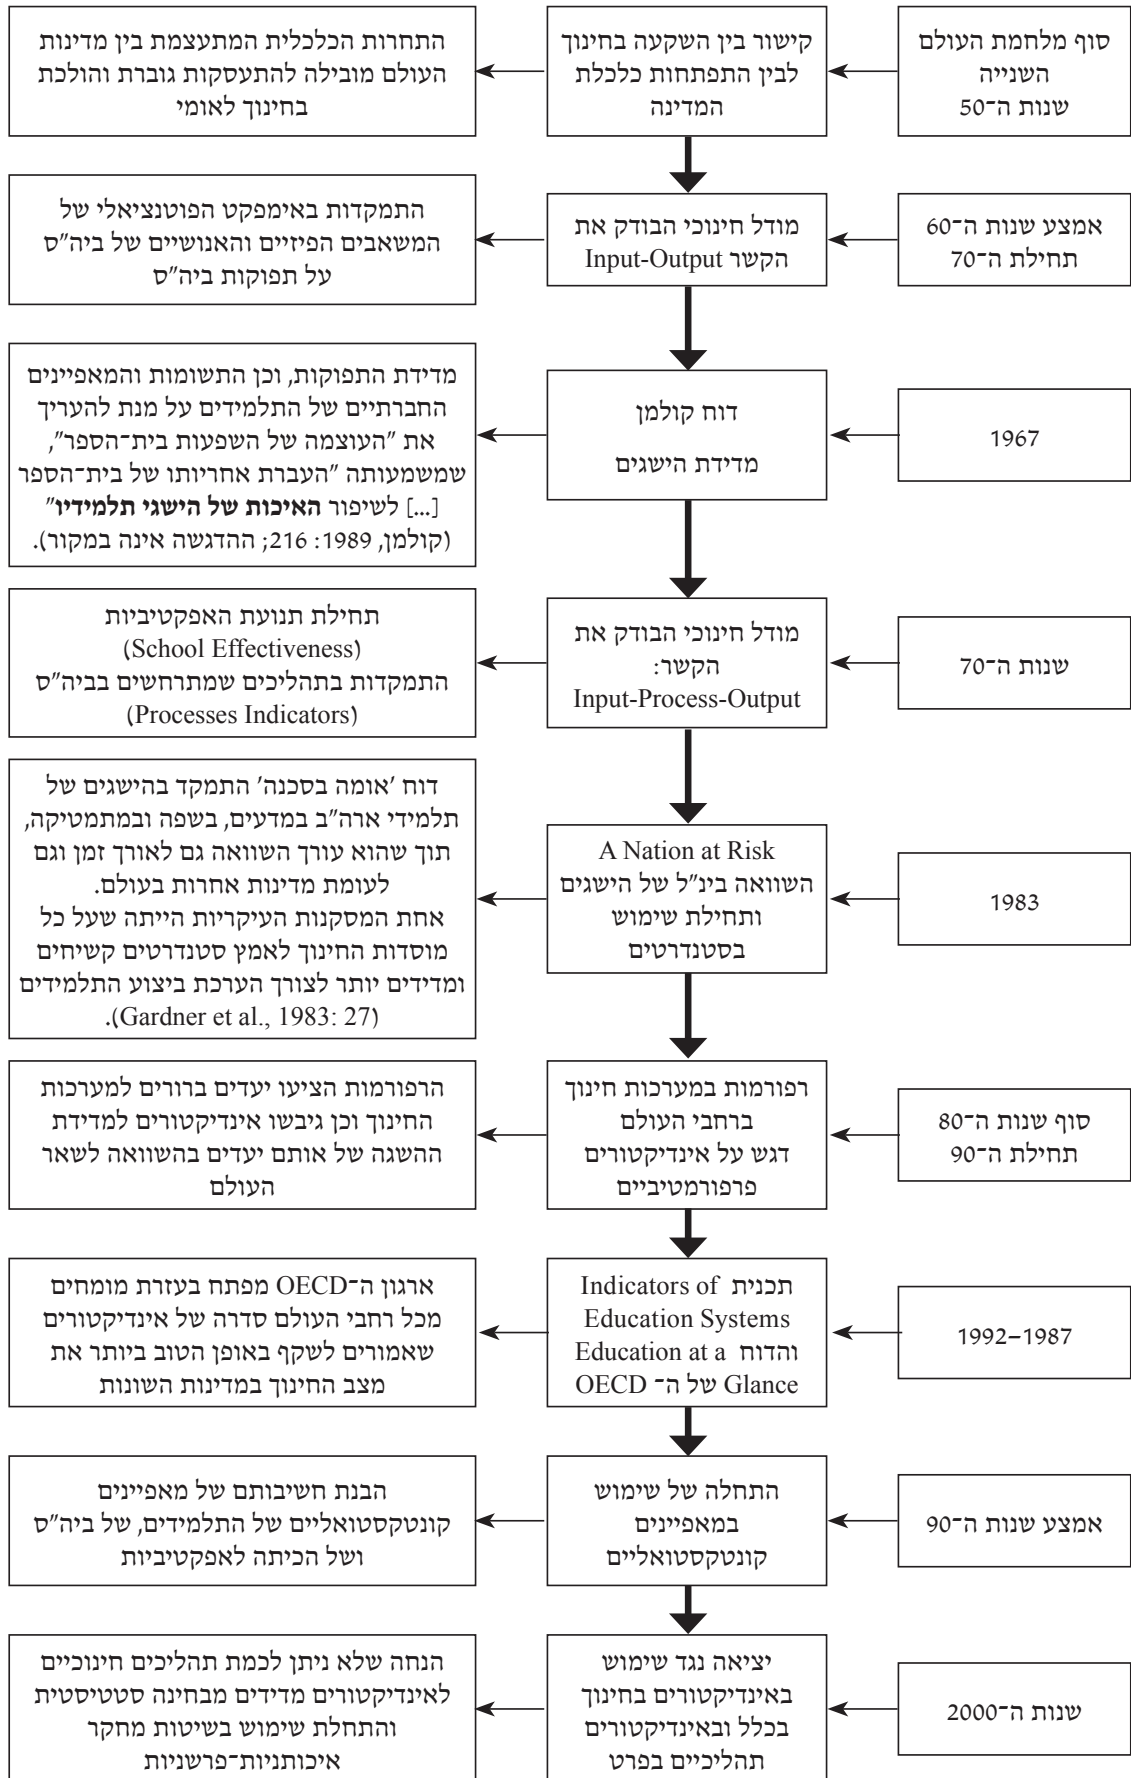 סוף מלחמת העולם
השנייה
שנות ה־50
קישור בין השקעה בחינוך
לבין התפתחות כלכלת
המדינה
התחרות הכלכלית המתעצמת בין מדינות
העולם מובילה להתעסקות גוברת והולכת
בחינוך לאומי
אמצע שנות ה־60
תחילת ה־70
מודל חינוכי הבודק את
הקשר Input-Output
התמקדות באימפקט הפוטנציאלי של
המשאבים הפיזיים והאנושיים של ביה"ס
על תפוקות ביה"ס
1967
דוח קולמן
מדידת הישגים
מדידת התפוקות, וכן התשומות והמאפיינים
החברתיים של התלמידים על מנת להעריך
את "העוצמה של השפעות בית־הספר",
שמשמעותה "העברת אחריותו של בית־הספר
[...] לשיפור האיכות של הישגי תלמידיו"
(קולמן, 1989: 216; ההדגשה אינה במקור).
שנות ה־70
מודל חינוכי הבודק את
הקשר:
Input-Process-Output
תחילת תנועת האפקטיביות
(School Effectiveness)
התמקדות בתהליכים שמתרחשים בביה"ס
(Processes Indicators)
1983
A Nation at Risk
השוואה בינ"ל של הישגים
ותחילת שימוש
בסטנדרטים
דוח 'אומה בסכנה' התמקד בהישגים של
תלמידי ארה"ב במדעים, בשפה ובמתמטיקה,
תוך שהוא עורך השוואה גם לאורך זמן וגם
לעומת מדינות אחרות בעולם.
אחת המסקנות העיקריות הייתה שעל כל
מוסדות החינוך לאמץ סטנדרטים קשיחים
ומדידים יותר לצורך הערכת ביצוע התלמידים
(Gardner et al., 1983: 27).
סוף שנות ה־80
תחילת ה־90
רפורמות במערכות חינוך
ברחבי העולם
דגש על אינדיקטורים
פרפורמטיביים
הרפורמות הציעו יעדים ברורים למערכות
החינוך וכן גיבשו אינדיקטורים למדידת
ההשגה של אותם יעדים בהשוואה לשאר
העולם
1992–1987
תכנית Indicators of
Education Systems
והדוח Education at a
Glance של ה־ OECD
ארגון ה־OECD מפתח בעזרת מומחים
מכל רחבי העולם סדרה של אינדיקטורים
שאמורים לשקף באופן הטוב ביותר את
מצב החינוך במדינות השונות
אמצע שנות ה־90
התחלה של שימוש
במאפיינים
קונטקסטואליים
הבנת חשיבותם של מאפיינים
קונטקסטואליים של התלמידים, של ביה"ס
ושל הכיתה לאפקטיביות
שנות ה־2000
יציאה נגד שימוש
באינדיקטורים בחינוך
בכלל ובאינדיקטורים
תהליכיים בפרט
הנחה שלא ניתן לכמת תהליכים חינוכיים
לאינדיקטורים מדידים מבחינה סטטיסטית
והתחלת שימוש בשיטות מחקר
איכותניות־פרשניות